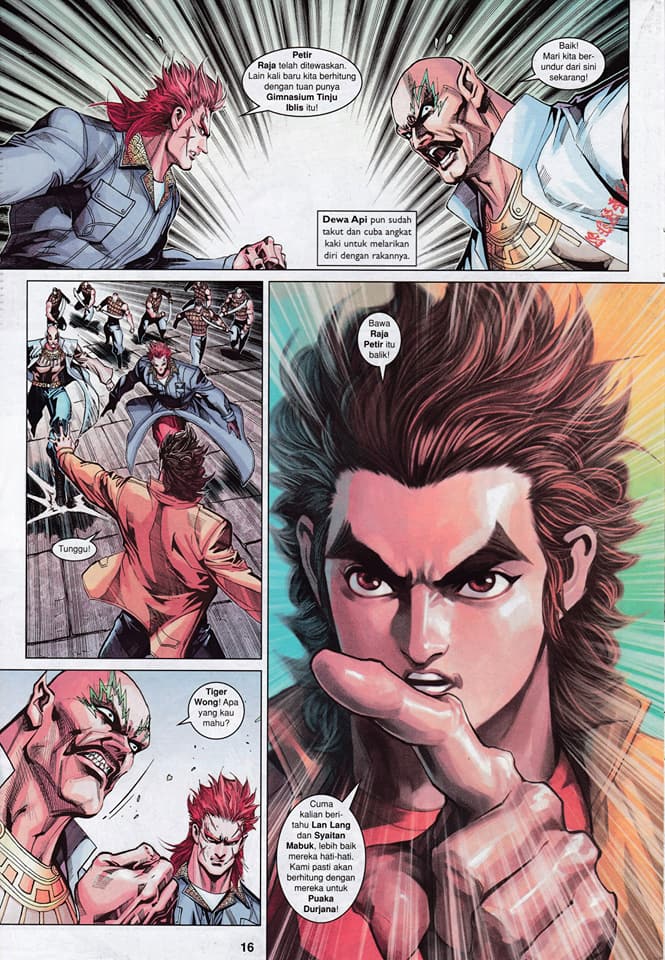 Petir
Raja telah ditewaskan.
Lain kali baru kita berhitung
dengan tuan punya
Gimnasium Tinju
Iblis itu!
Baik!
Mari kita ber-
undur dari sini
sekarang!
Dewa Api pun sudah
takut dan cuba angkat
kaki untuk melarikan
diri dengan rakannya.
Tunggu!
Bawa
Raja
Petir itu
balik!
Tiger
Wong! Apa
yang kau
mahu?
Cuma
kalian beri-
tahu Lan Lang
dan Syaitan
Mabuk, lebih baik
mereka hati-hati.
Kami pasti akan
berhitung dengan
mereka untuk
Puaka
Durjana!
16